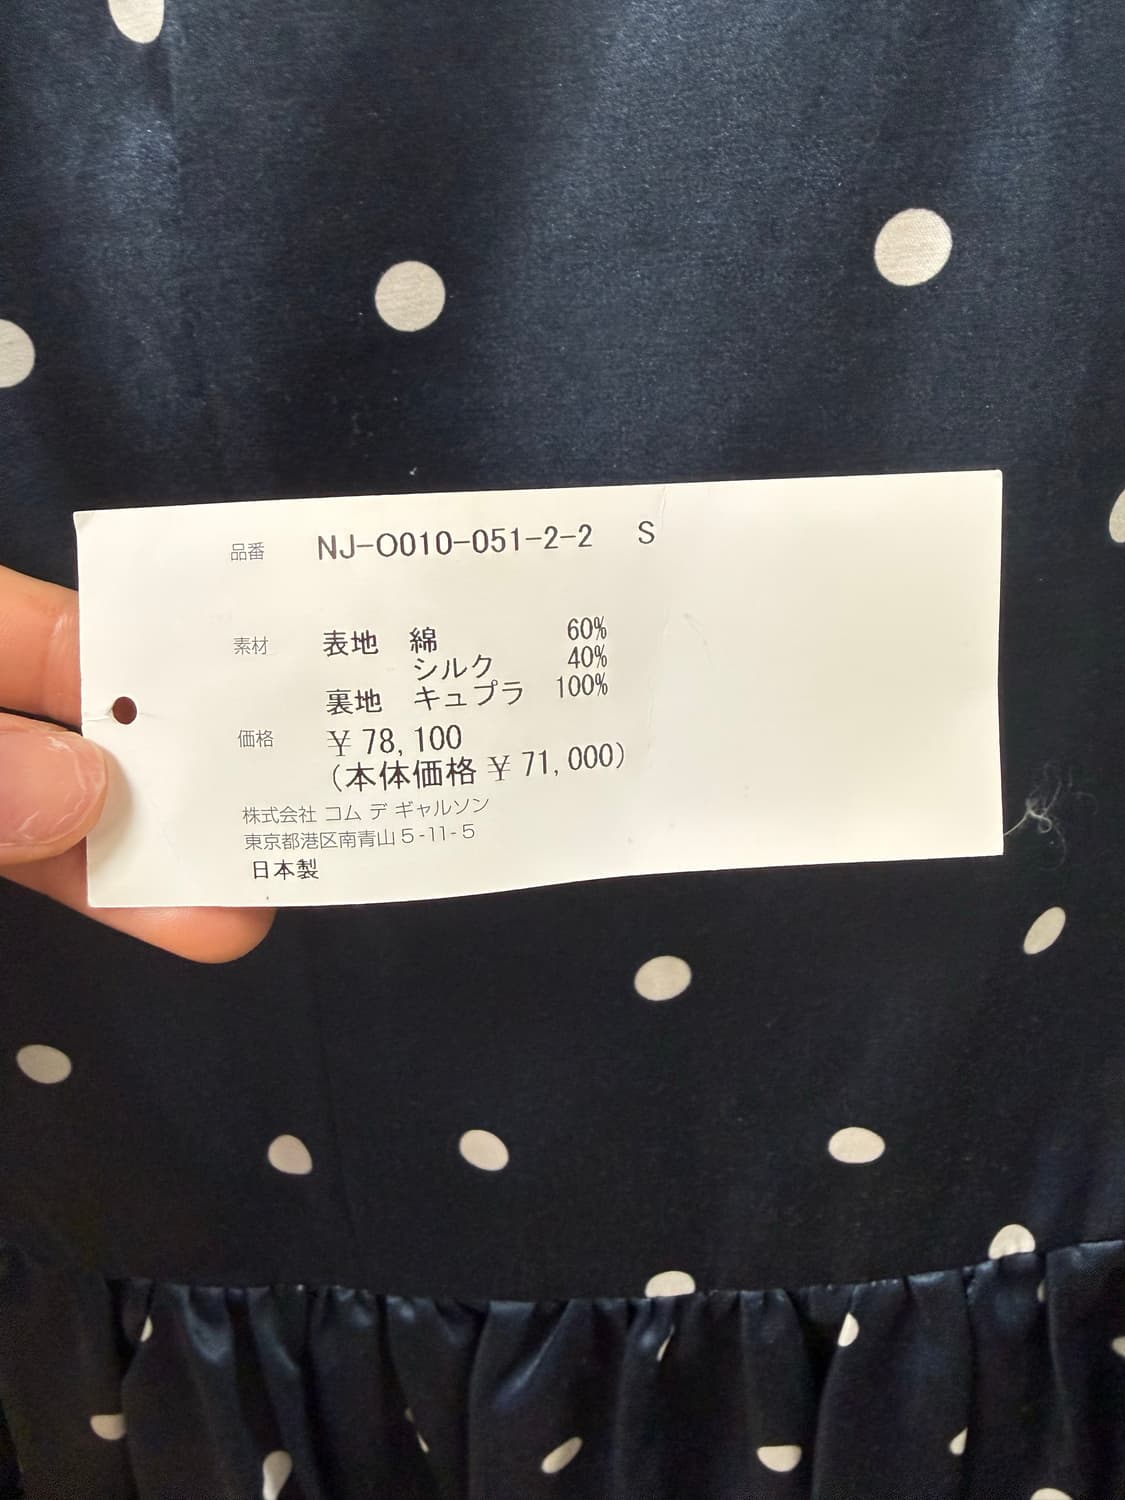 品番 NJ-O010-051-2-2 S
素材 表地 綿 60%
シルク 40%
裏地 キュプラ 100%
価格 ￥78,100
(本体価格￥71,000)
株式会社 コム デ ギャルソン
東京都港区南青山5-11-5
日本製